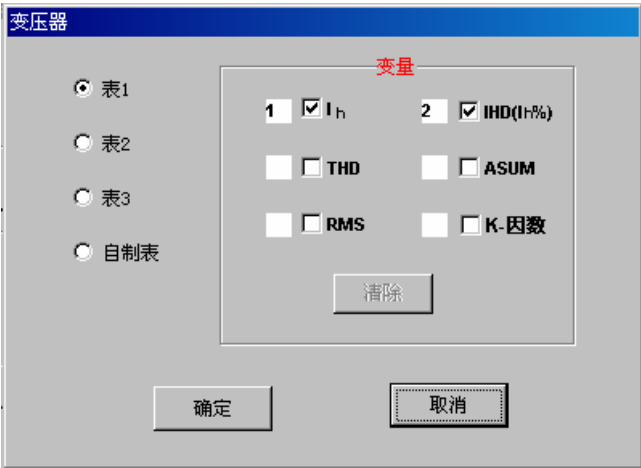 变压器
变量
表1
1 Ih 2 IHD(Ih%)
表2
THD ASUM
表3
RMS K-因数
自制表
清除
确定 取消